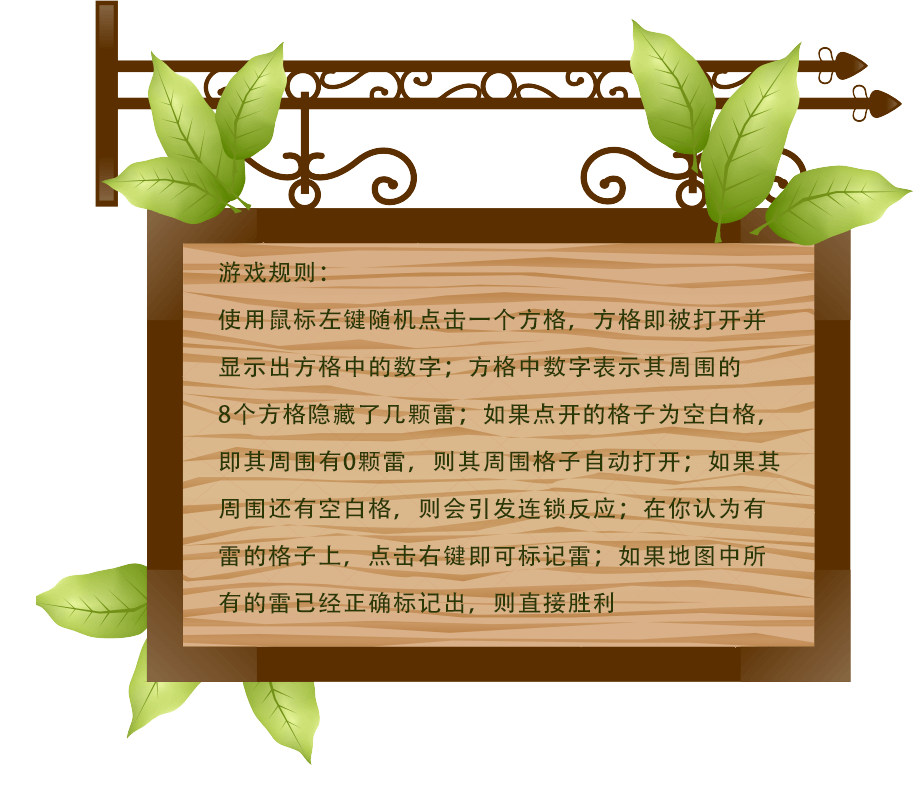 游戏规则：
使用鼠标左键随机点击一个方格，方格即被打开并
显示出方格中的数字；方格中数字表示其周围的
8个方格隐藏了几颗雷；如果点开的格子为空白格，
即其周围有0颗雷，则其周围格子自动打开；如果其
周围还有空白格，则会引发连锁反应；在你认为有
雷的格子上，点击右键即可标记雷；如果地图中所
有的雷已经正确标记出，则直接胜利